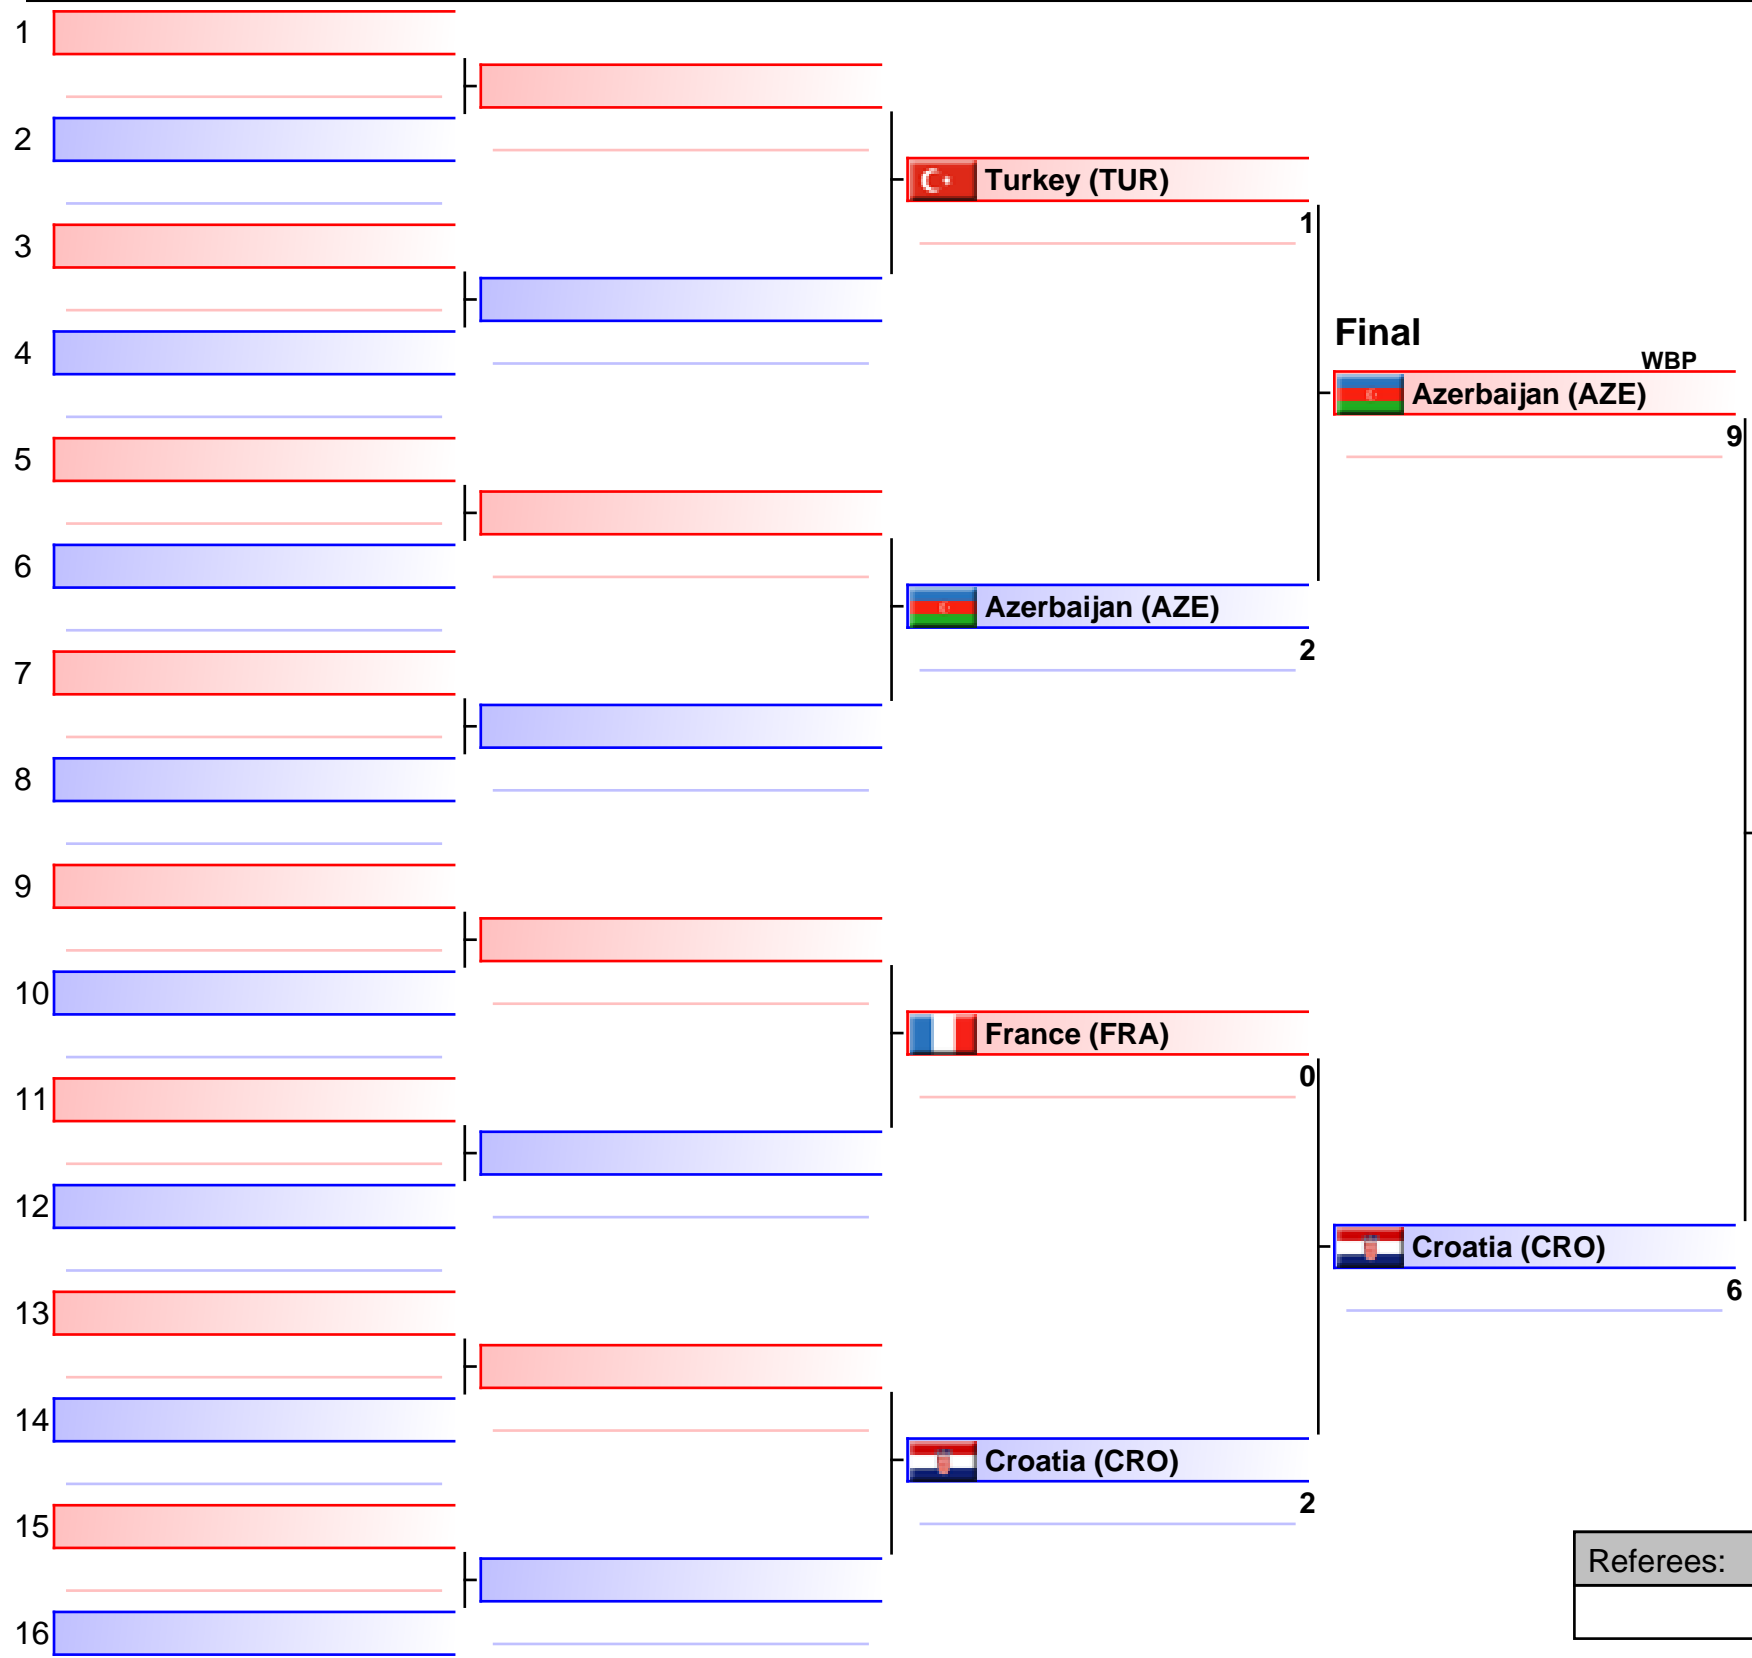 1
2
Turkey (TUR)
1
3
Final
4
WBP
Azerbaijan (AZE)
9
5
6
Azerbaijan (AZE)
2
7
8
9
10
France (FRA)
0
11
12
Croatia (CRO)
6
13
14
Croatia (CRO)
2
15
Referees:
16